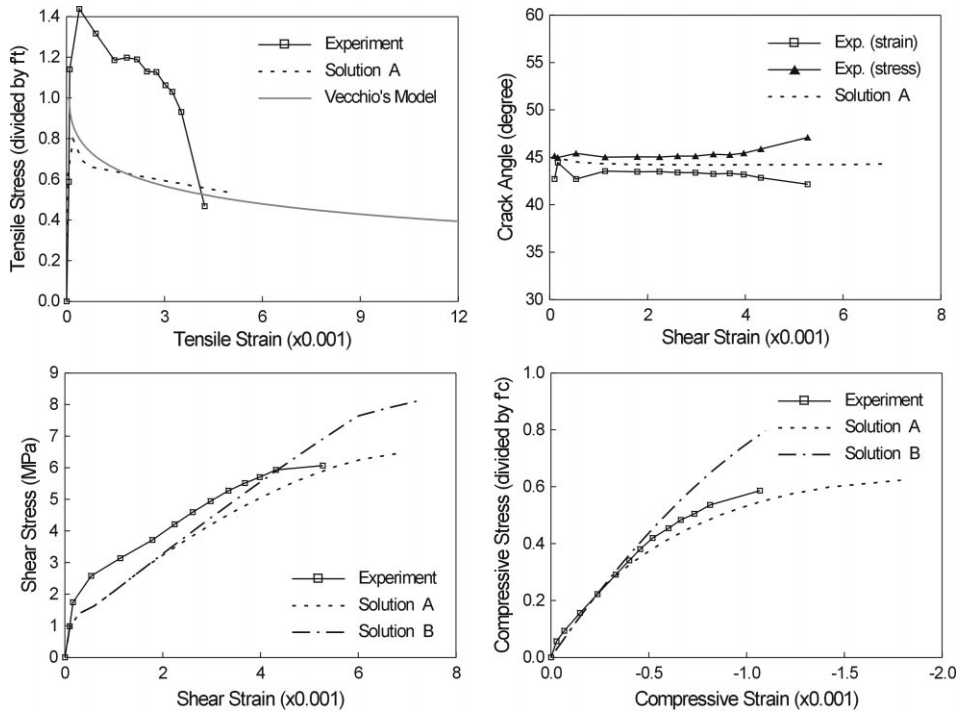 Tensile Stress (divided by f't)
1.4
1.2
1.0
0.8
0.6
0.4
0.2
0.0
Experiment
Solution A
Vecchio's Model
0 2 4 6 8 10 12
Tensile Strain (x0.001)
Crack Angle (degree)
60
55
50
45
40
35
30
Exp. (strain)
Exp. (stress)
Solution A
0 2 4 6 8
Shear Strain (x0.001)
Shear Stress (MPa)
9
8
7
6
5
4
3
2
1
0
Experiment
Solution A
Solution B
0 2 4 6 8
Shear Strain (x0.001)
Compressive Stress (divided by f'c)
1.0
0.8
0.6
0.4
0.2
0.0
Experiment
Solution A
Solution B
0.0 -0.5 -1.0 -1.5 -2.0
Compressive Strain (x0.001)